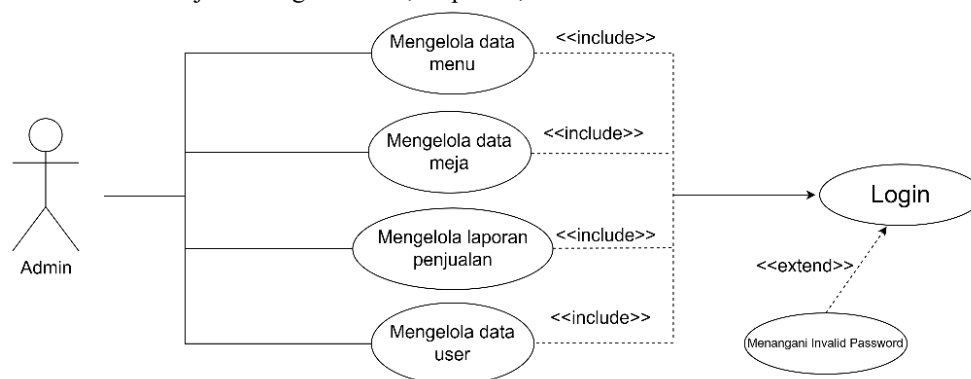 Mengelola data
menu
<<include>>
Mengelola data
meja
<<include>>
Admin
Mengelola laporan
penjualan
<<include>>
Login
<<extend>>
Mengelola data
user
<<include>>
Menangani Invalid Password